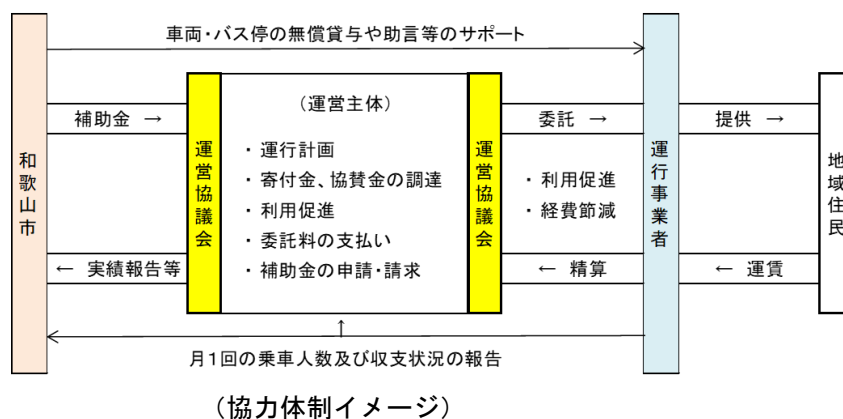 車両・バス停の無償貸与や助言等のサポート
和歌山市
補助金 →
← 実績報告等
運営協議会
（運営主体）
・ 運行計画
・ 寄付金、協賛金の調達
・ 利用促進
・ 委託料の支払い
・ 補助金の申請・請求
運営協議会
委託 →
・ 利用促進
・ 経費節減
← 精算
運行事業者
提供 →
← 運賃
地域住民
↑
月１回の乗車人数及び収支状況の報告
（協力体制イメージ）